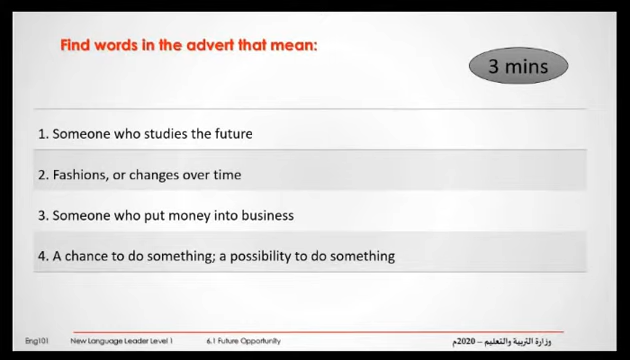 Find words in the advert that mean:
3 mins
1. Someone who studies the future
2. Fashions, or changes over time
3. Someone who put money into business
4. A chance to do something; a possibility to do something
Eng101 New Language Leader Level 1 6.1 Future Opportunity وزارة التربية والتعليم – 2020م